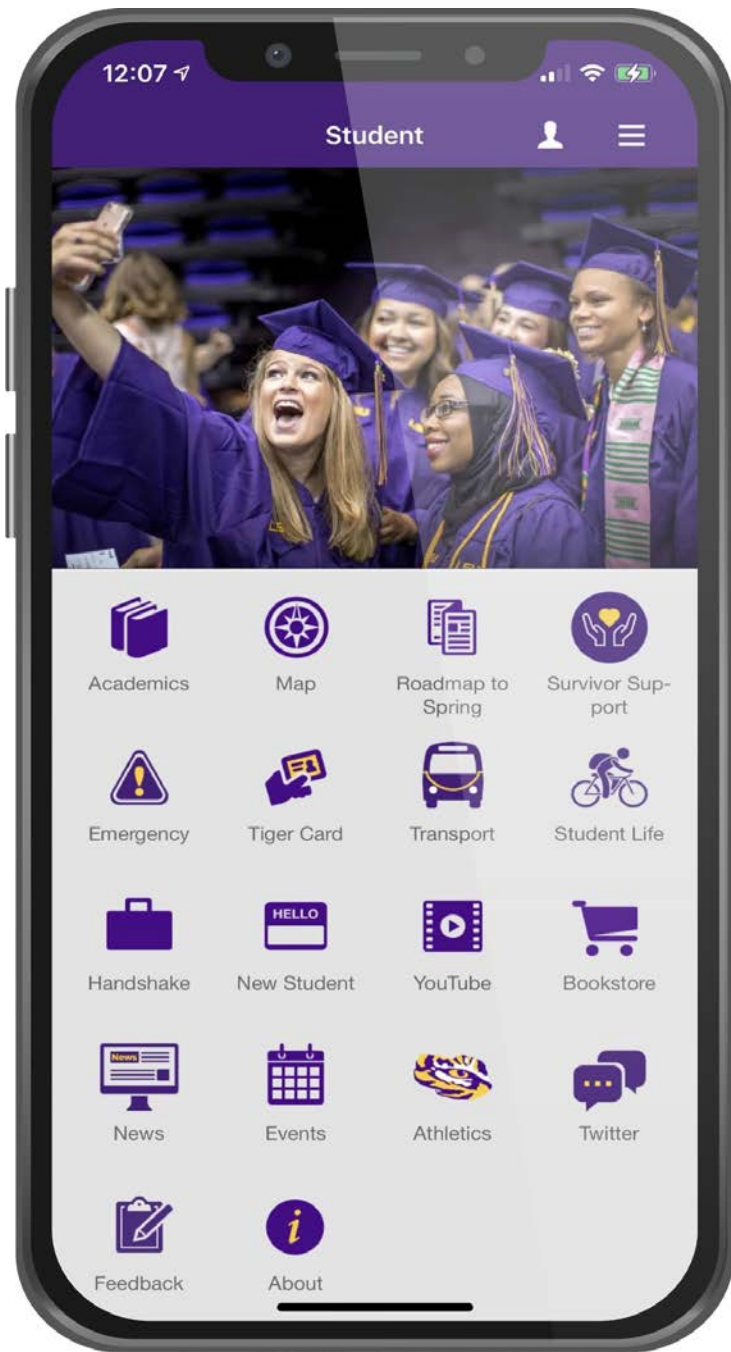 12:07
Student
Academics
Map
Roadmap to
Spring
Survivor Sup-
port
Emergency
Tiger Card
Transport
Student Life
Handshake
HELLO
New Student
YouTube
Bookstore
News
News
Events
Athletics
Twitter
Feedback
i
About